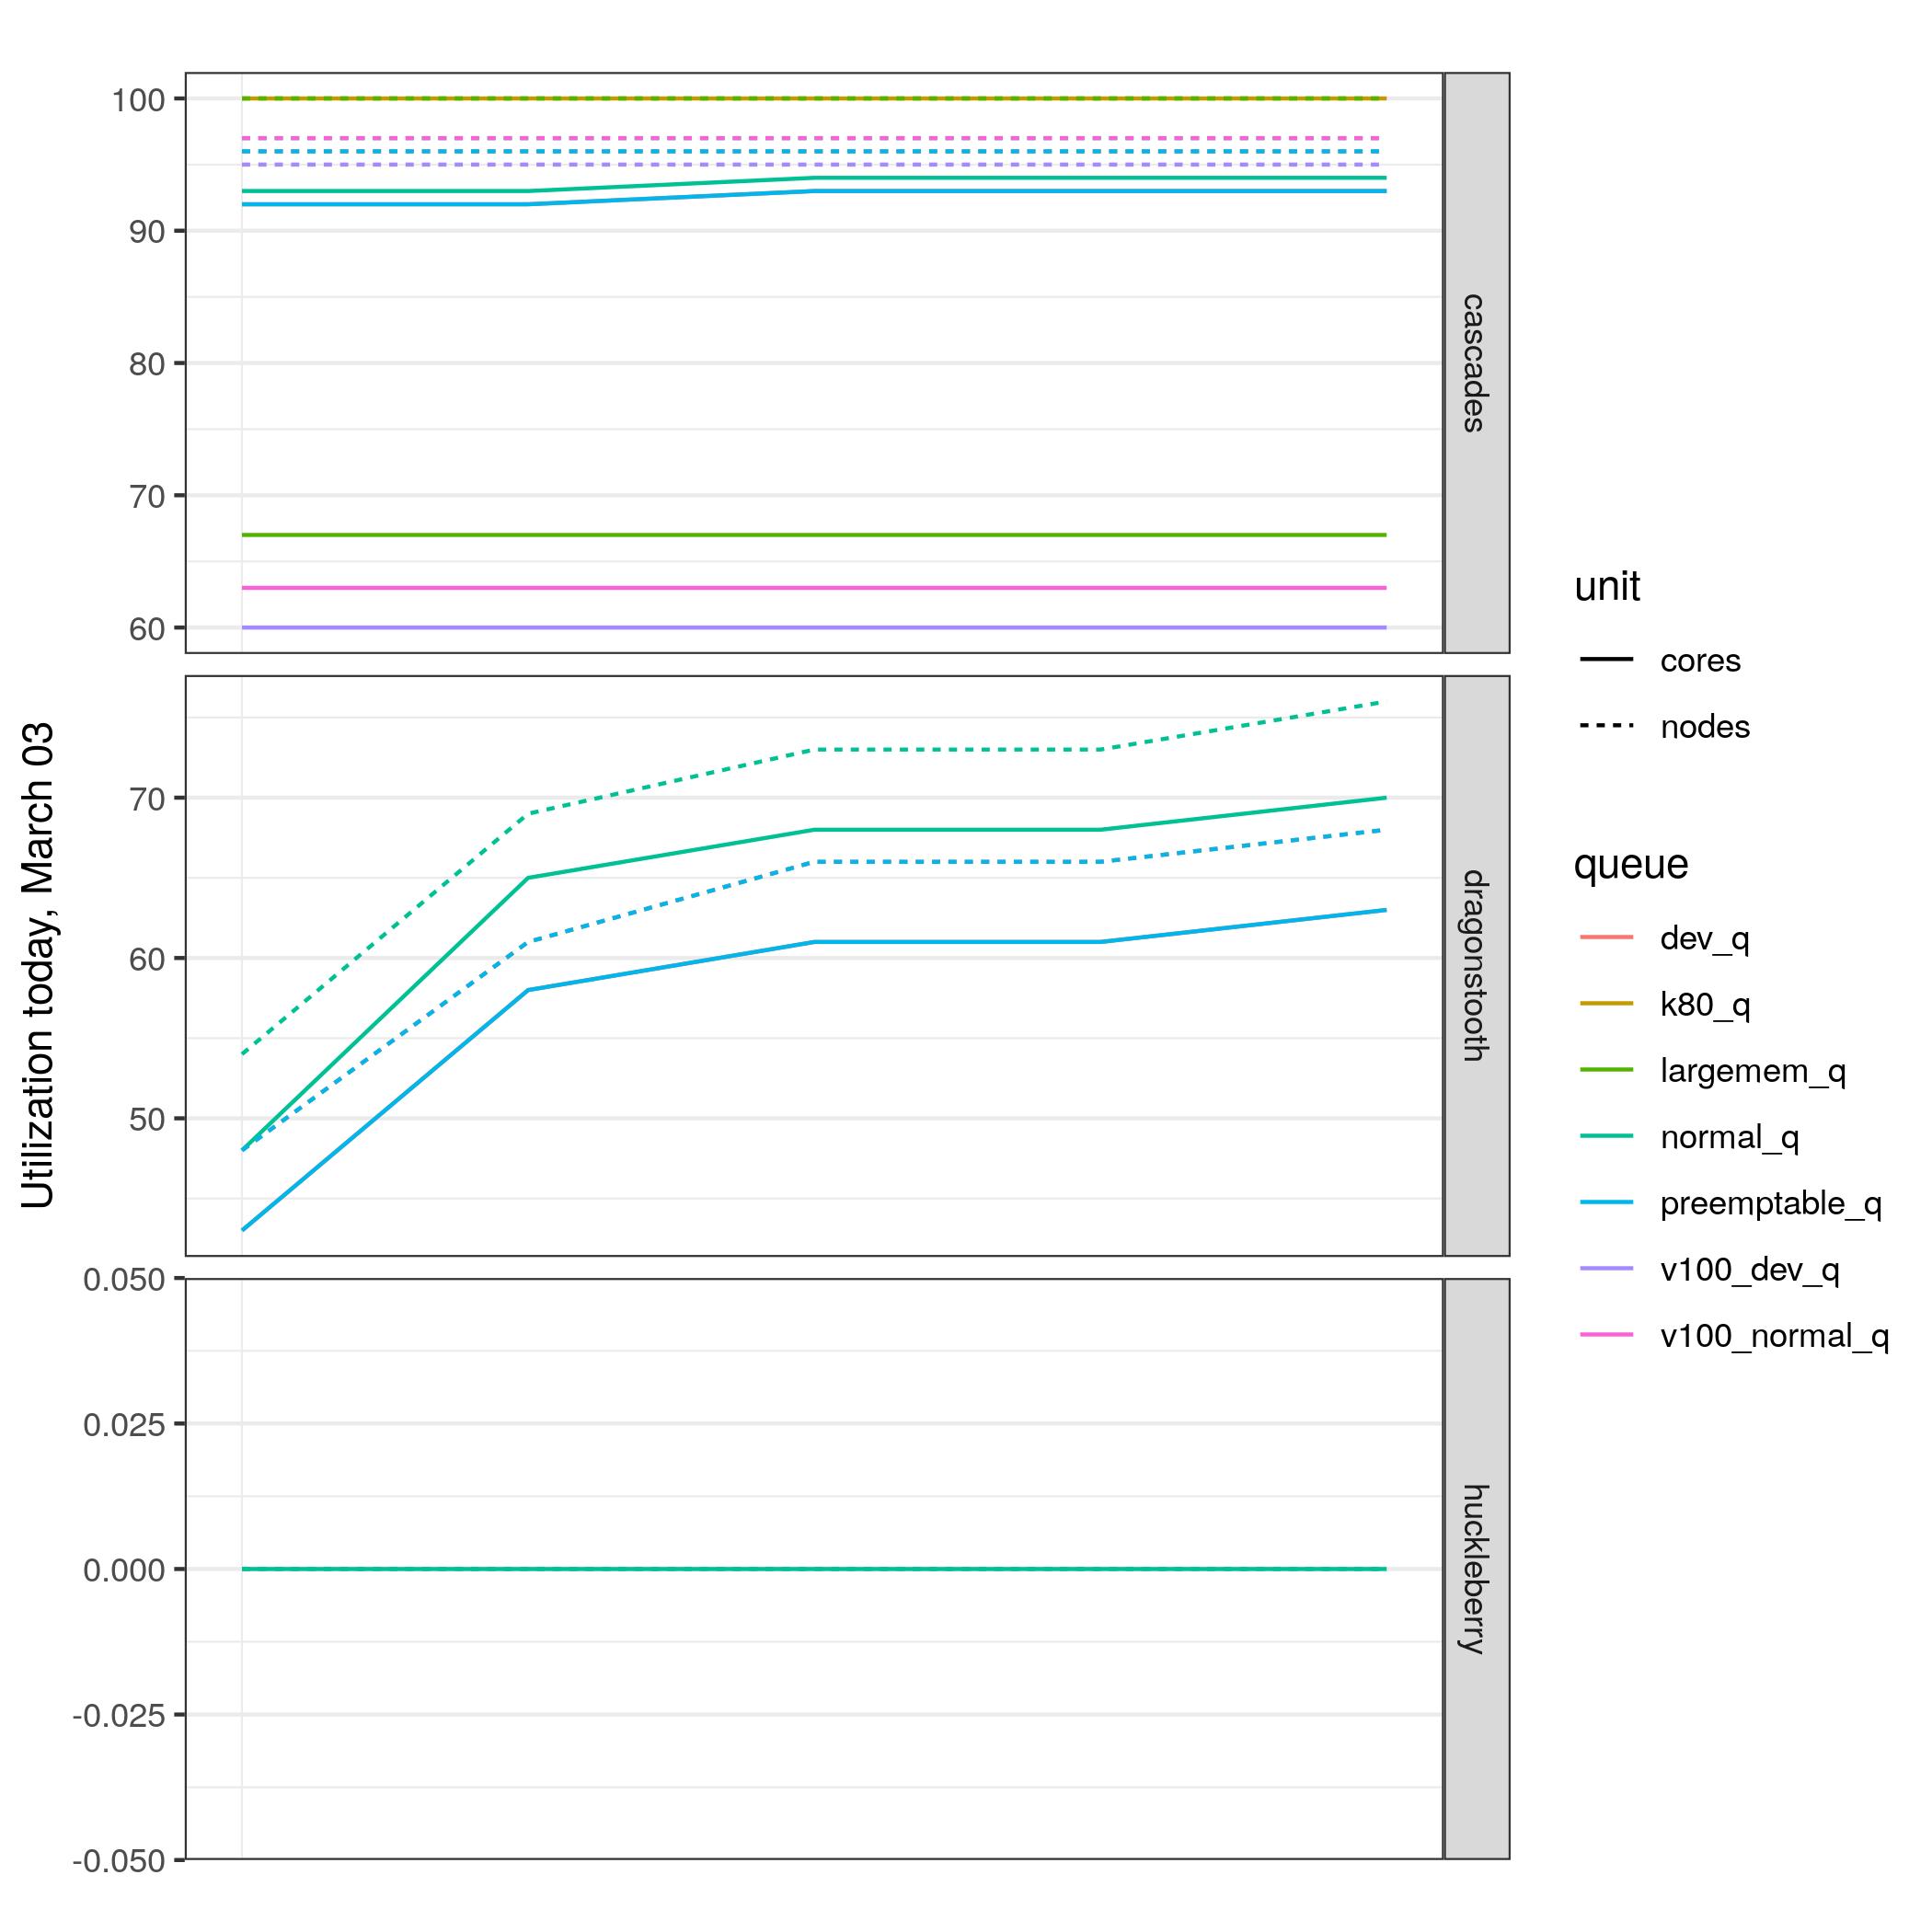 Utilization today, March 03
100
90
80
70
60
cascades
70
60
50
dragonstooth
0.050
0.025
0.000
-0.025
-0.050
huckleberry
unit
cores
nodes
queue
dev_q
k80_q
largemem_q
normal_q
preemptable_q
v100_dev_q
v100_normal_q